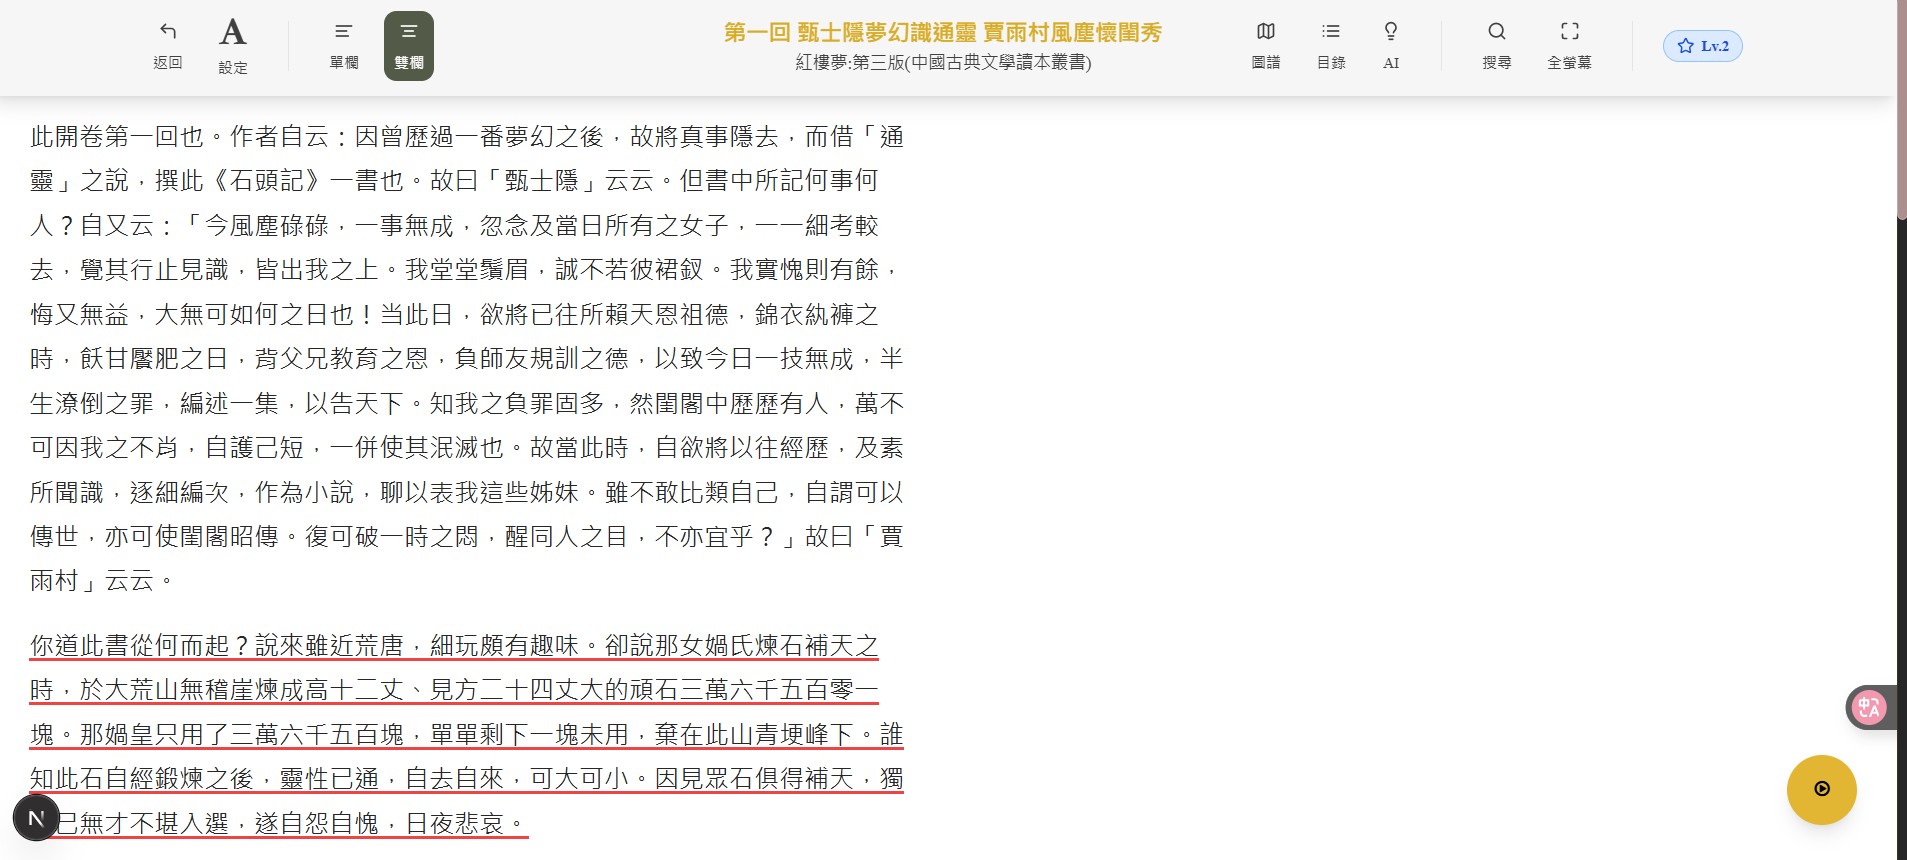 返回
設定
單欄
雙欄
第一回 甄士隱夢幻識通靈 賈雨村風塵懷閨秀
紅樓夢:第三版(中國古典文學讀本叢書)
圖譜
目錄
AI
搜尋
全螢幕
Lv.2
此開卷第一回也。作者自云：因曾歷過一番夢幻之後，故將真事隱去，而借「通
靈」之說，撰此《石頭記》一書也。故曰「甄士隱」云云。但書中所記何事何
人？自又云：「今風塵碌碌，一事無成，忽念及當日所有之女子，一一細考較
去，覺其行止見識，皆出我之上。我堂堂鬚眉，誠不若彼裙釵。我實愧則有餘，
悔又無益，大無可如何之日也！当此日，欲將已往所賴天恩祖德，錦衣紈褲之
時，飫甘饜肥之日，背父兄教育之恩，負師友規訓之德，以致今日一技無成，半
生潦倒之罪，編述一集，以告天下。知我之負罪固多，然閨閣中歷歷有人，萬不
可因我之不肖，自護己短，一併使其泯滅也。故當此時，自欲將以往經歷，及素
所聞識，逐細編次，作為小說，聊以表我這些姊妹。雖不敢比類自己，自謂可以
傳世，亦可使閨閣昭傳。復可破一時之悶，醒同人之目，不亦宜乎？」故曰「賈
雨村」云云。
你道此書從何而起？說來雖近荒唐，細玩頗有趣味。卻說那女媧氏煉石補天之
時，於大荒山無稽崖煉成高十二丈、見方二十四丈大的頑石三萬六千五百零一
塊。那媧皇只用了三萬六千五百塊，單單剩下一塊未用，棄在此山青埂峰下。誰
知此石自經鍛煉之後，靈性已通，自去自來，可大可小。因見眾石俱得補天，獨
己無才不堪入選，遂自怨自愧，日夜悲哀。
N
中A